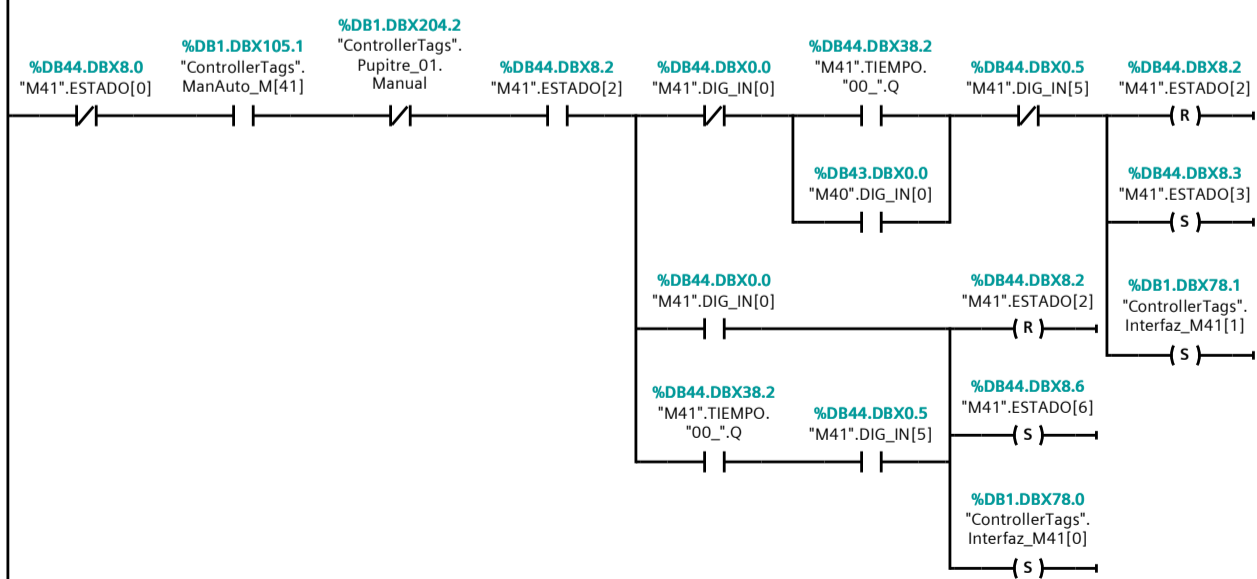 %DB44.DBX8.0
"M41".ESTADO[0]
%DB1.DBX105.1
"ControllerTags".
ManAuto_M[41]
%DB1.DBX204.2
"ControllerTags".
Pupitre_01.
Manual
%DB44.DBX8.2
"M41".ESTADO[2]
%DB44.DBX0.0
"M41".DIG_IN[0]
%DB44.DBX38.2
"M41".TIEMPO.
"00_".Q
%DB44.DBX0.5
"M41".DIG_IN[5]
%DB44.DBX8.2
"M41".ESTADO[2]
R
%DB43.DBX0.0
"M40".DIG_IN[0]
%DB44.DBX8.3
"M41".ESTADO[3]
S
%DB44.DBX0.0
"M41".DIG_IN[0]
%DB44.DBX8.2
"M41".ESTADO[2]
R
%DB1.DBX78.1
"ControllerTags".
Interfaz_M41[1]
S
%DB44.DBX38.2
"M41".TIEMPO.
"00_".Q
%DB44.DBX0.5
"M41".DIG_IN[5]
%DB44.DBX8.6
"M41".ESTADO[6]
S
%DB1.DBX78.0
"ControllerTags".
Interfaz_M41[0]
S